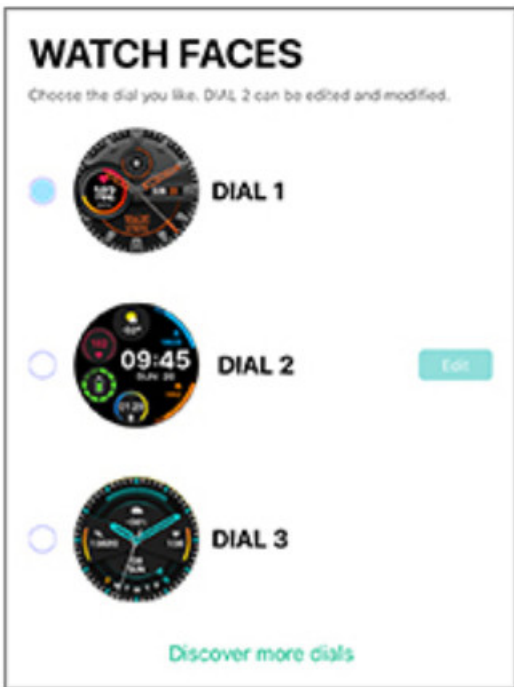 WATCH FACES
Choose the dial you like. DIAL 2 can be edited and modified.
DIAL 1
09:45
DIAL 2
Edit
DIAL 3
Discover more dials